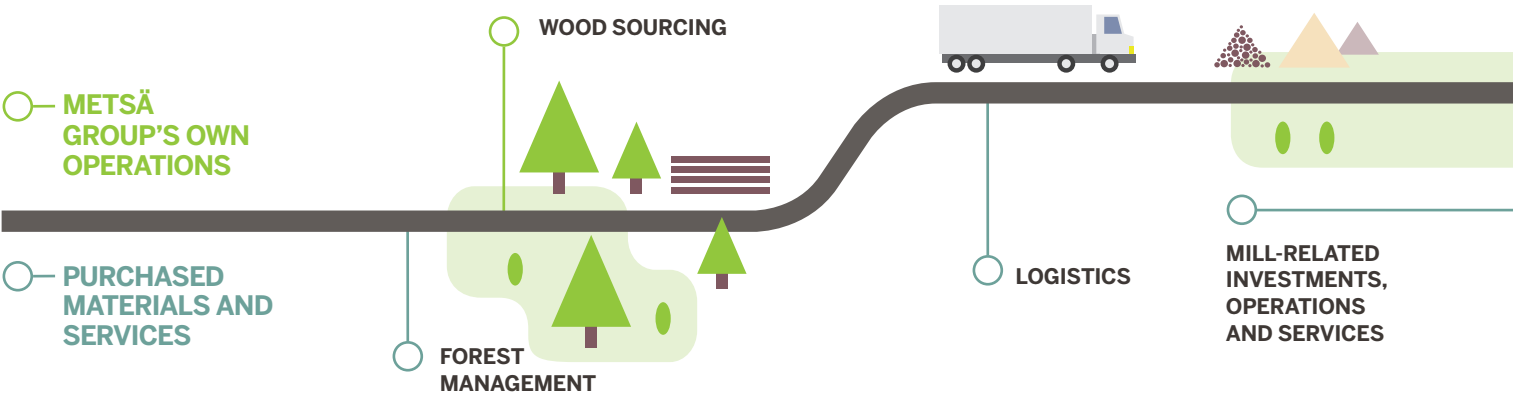 WOOD SOURCING
METSÄ
GROUP'S OWN
OPERATIONS
PURCHASED
MATERIALS AND
SERVICES
FOREST
MANAGEMENT
LOGISTICS
MILL-RELATED
INVESTMENTS,
OPERATIONS
AND SERVICES